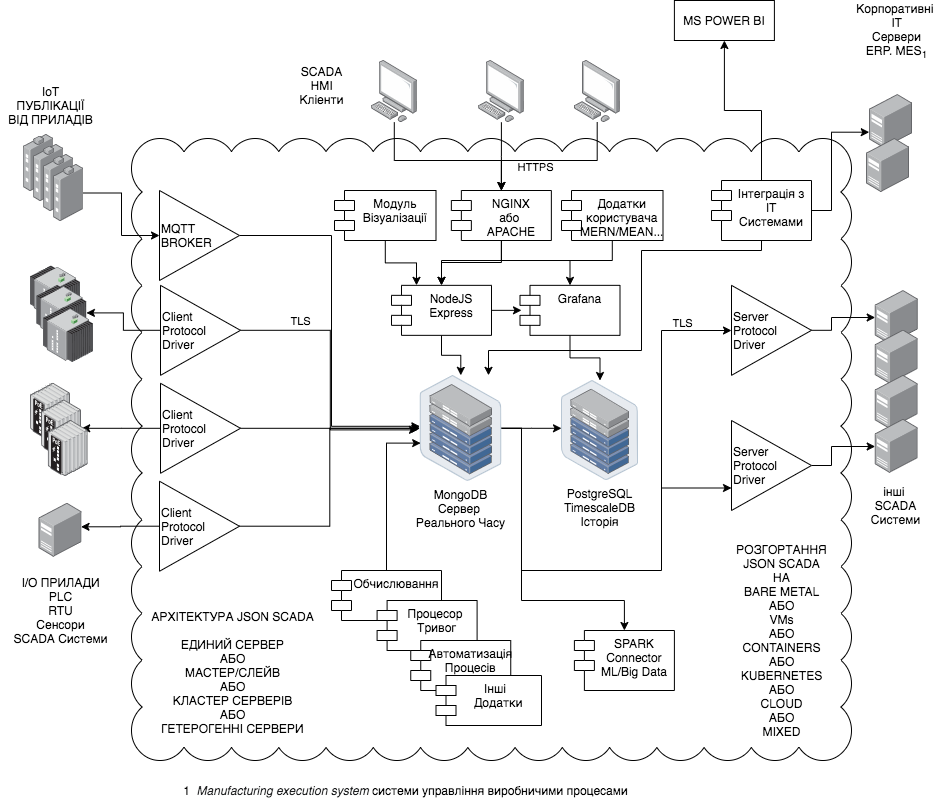 MS POWER BI
Корпоративні
ІТ
Сервери
ERP. MES1
SCADA
HMI
Клієнти
ІоТ
ПУБЛІКАЦІЇ
ВІД ПРИЛАДІВ
HTTPS
Модуль
Візуалізації
NGINX
або
APACHE
Додатки
користувача
MERN/MEAN...
Інтеграція з
ІТ
Системами
MQTT
BROKER
NodeJS
Express
Grafana
Client
Protocol
Driver
TLS
TLS
Server
Protocol
Driver
Client
Protocol
Driver
Server
Protocol
Driver
MongoDB
Сервер
Реального Часу
PostgreSQL
TimescaleDB
Історія
інші
SCADA
Системи
Client
Protocol
Driver
I/O ПРИЛАДИ
PLC
RTU
Сенсори
SCADA Системи
Обчислювання
Процесор
Тривог
Автоматизація
Процесів
Інші
Додатки
SPARK
Connector
ML/Big Data
АРХІТЕКТУРА JSON SCADA
ЕДИНИЙ СЕРВЕР
АБО
МАСТЕР/СЛЕЙВ
АБО
КЛАСТЕР СЕРВЕРІВ
АБО
ГЕТЕРОГЕННІ СЕРВЕРИ
РОЗГОРТАННЯ
JSON SCADA
НА
BARE METAL
АБО
VMs
АБО
CONTAINERS
АБО
KUBERNETES
АБО
CLOUD
АБО
MIXED
1 Manufacturing execution system системи управління виробничими процесами